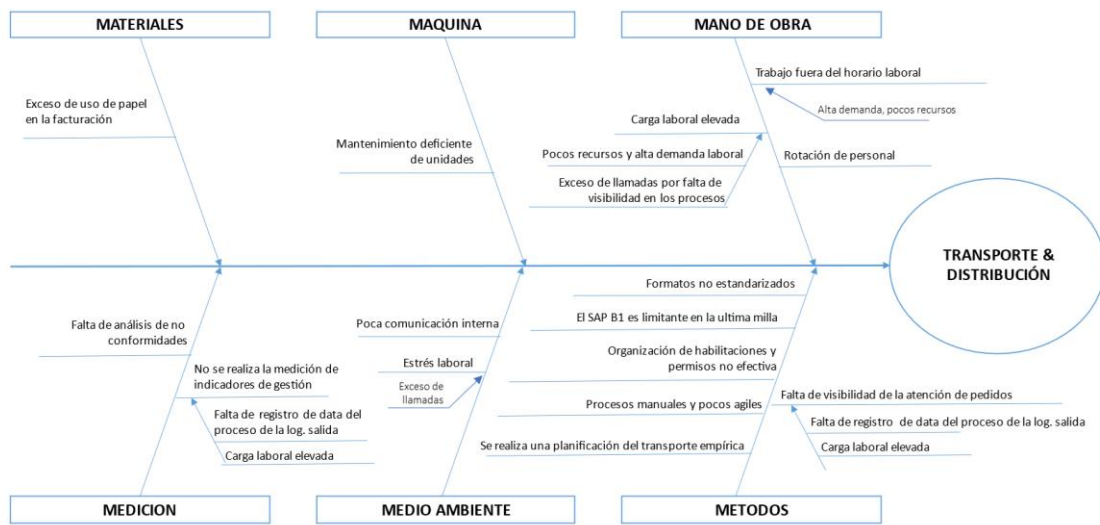 MATERIALES
MAQUINA
MANO DE OBRA
Trabajo fuera del horario laboral
Exceso de uso de papel
en la facturación
Alta demanda, pocos recursos
Carga laboral elevada
Mantenimiento deficiente
de unidades
Pocos recursos y alta demanda laboral
Rotación de personal
Exceso de llamadas por falta de
visibilidad en los procesos
TRANSPORTE &
DISTRIBUCIÓN
Formatos no estandarizados
Falta de análisis de no
conformidades
Poca comunicación interna
El SAP B1 es limitante en la ultima milla
No se realiza la medición de
indicadores de gestión
Estrés laboral
Organización de habilitaciones y
permisos no efectiva
Exceso de
llamadas
Falta de visibilidad de la atención de pedidos
Falta de registro de data del
proceso de la log. salida
Procesos manuales y pocos agiles
Falta de registro de data del proceso de la log. salida
Carga laboral elevada
Se realiza una planificación del transporte empírica
Carga laboral elevada
MEDICION
MEDIO AMBIENTE
METODOS